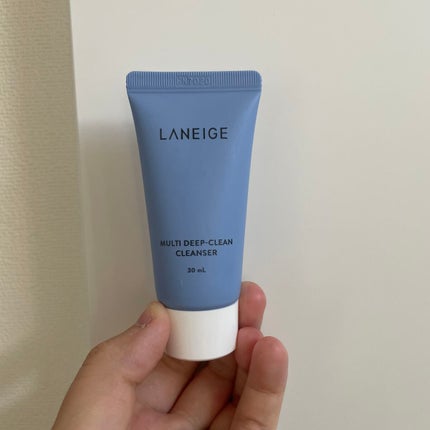 LANEIGE
MULTI DEEP-CLEAN
CLEANSER
30 mL